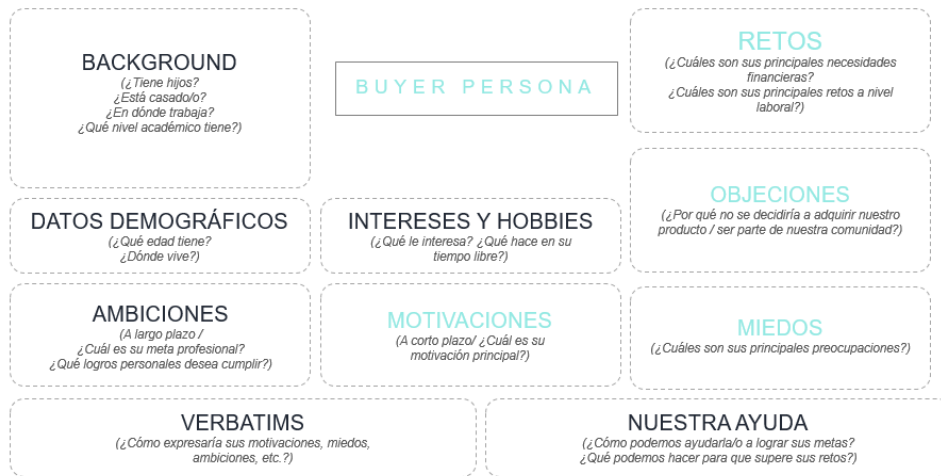 BACKGROUND
(¿Tiene hijos?
¿Está casado/o?
¿En dónde trabaja?
¿Qué nivel académico tiene?)
BUYER PERSONA
RETOS
(¿Cuáles son sus principales necesidades
financieras?
¿Cuáles son sus principales retos a nivel
laboral?)
DATOS DEMOGRÁFICOS
(¿Qué edad tiene?
¿Dónde vive?)
INTERESES Y HOBBIES
(¿Qué le interesa? ¿Qué hace en su
tiempo libre?)
OBJECIONES
(¿Por qué no se decidiría a adquirir nuestro
producto / ser parte de nuestra comunidad?)
AMBICIONES
(A largo plazo /
¿Cuál es su meta profesional?
¿Qué logros personales desea cumplir?)
MOTIVACIONES
(A corto plazo/ ¿Cuál es su
motivación principal?)
MIEDOS
(¿Cuáles son sus principales preocupaciones?)
VERBATIMS
(¿Cómo expresaría sus motivaciones, miedos,
ambiciones, etc.?)
NUESTRA AYUDA
(¿Cómo podemos ayudarla/o a lograr sus metas?
¿Qué podemos hacer para que supere sus retos?)